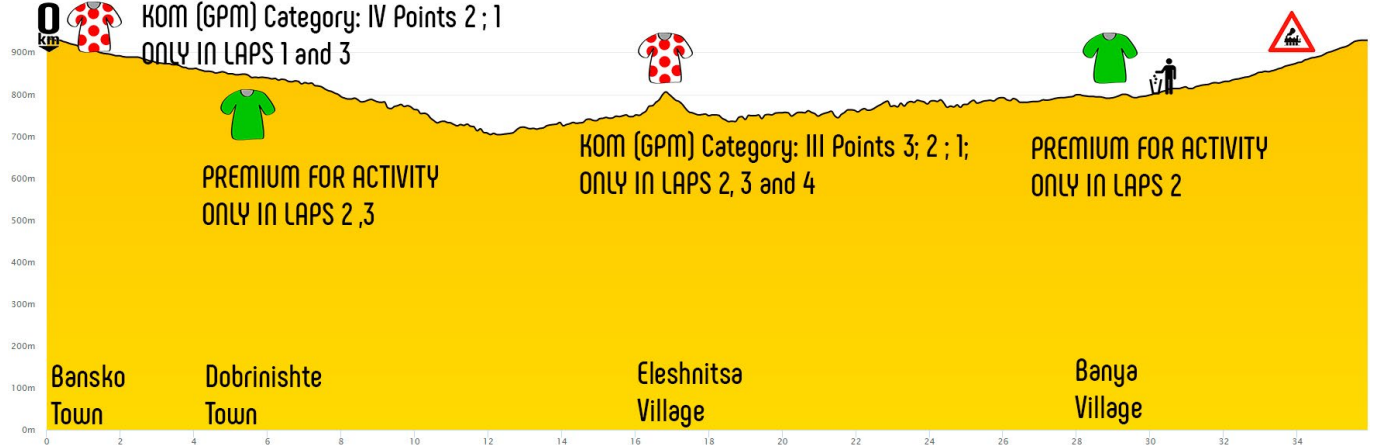 0
km
KOM (GPM) Category: IV Points 2 ; 1
ONLY IN LAPS 1 and 3
PREMIUM FOR ACTIVITY
ONLY IN LAPS 2 ,3
KOM (GPM) Category: III Points 3; 2 ; 1;
ONLY IN LAPS 2, 3 and 4
PREMIUM FOR ACTIVITY
ONLY IN LAPS 2
900m
800m
700m
600m
500m
400m
300m
200m
100m
0m
Bansko
Town
Dobrinishte
Town
Eleshnitsa
Village
Banya
Village
0 2 4 6 8 10 12 14 16 18 20 22 24 26 28 30 32 34